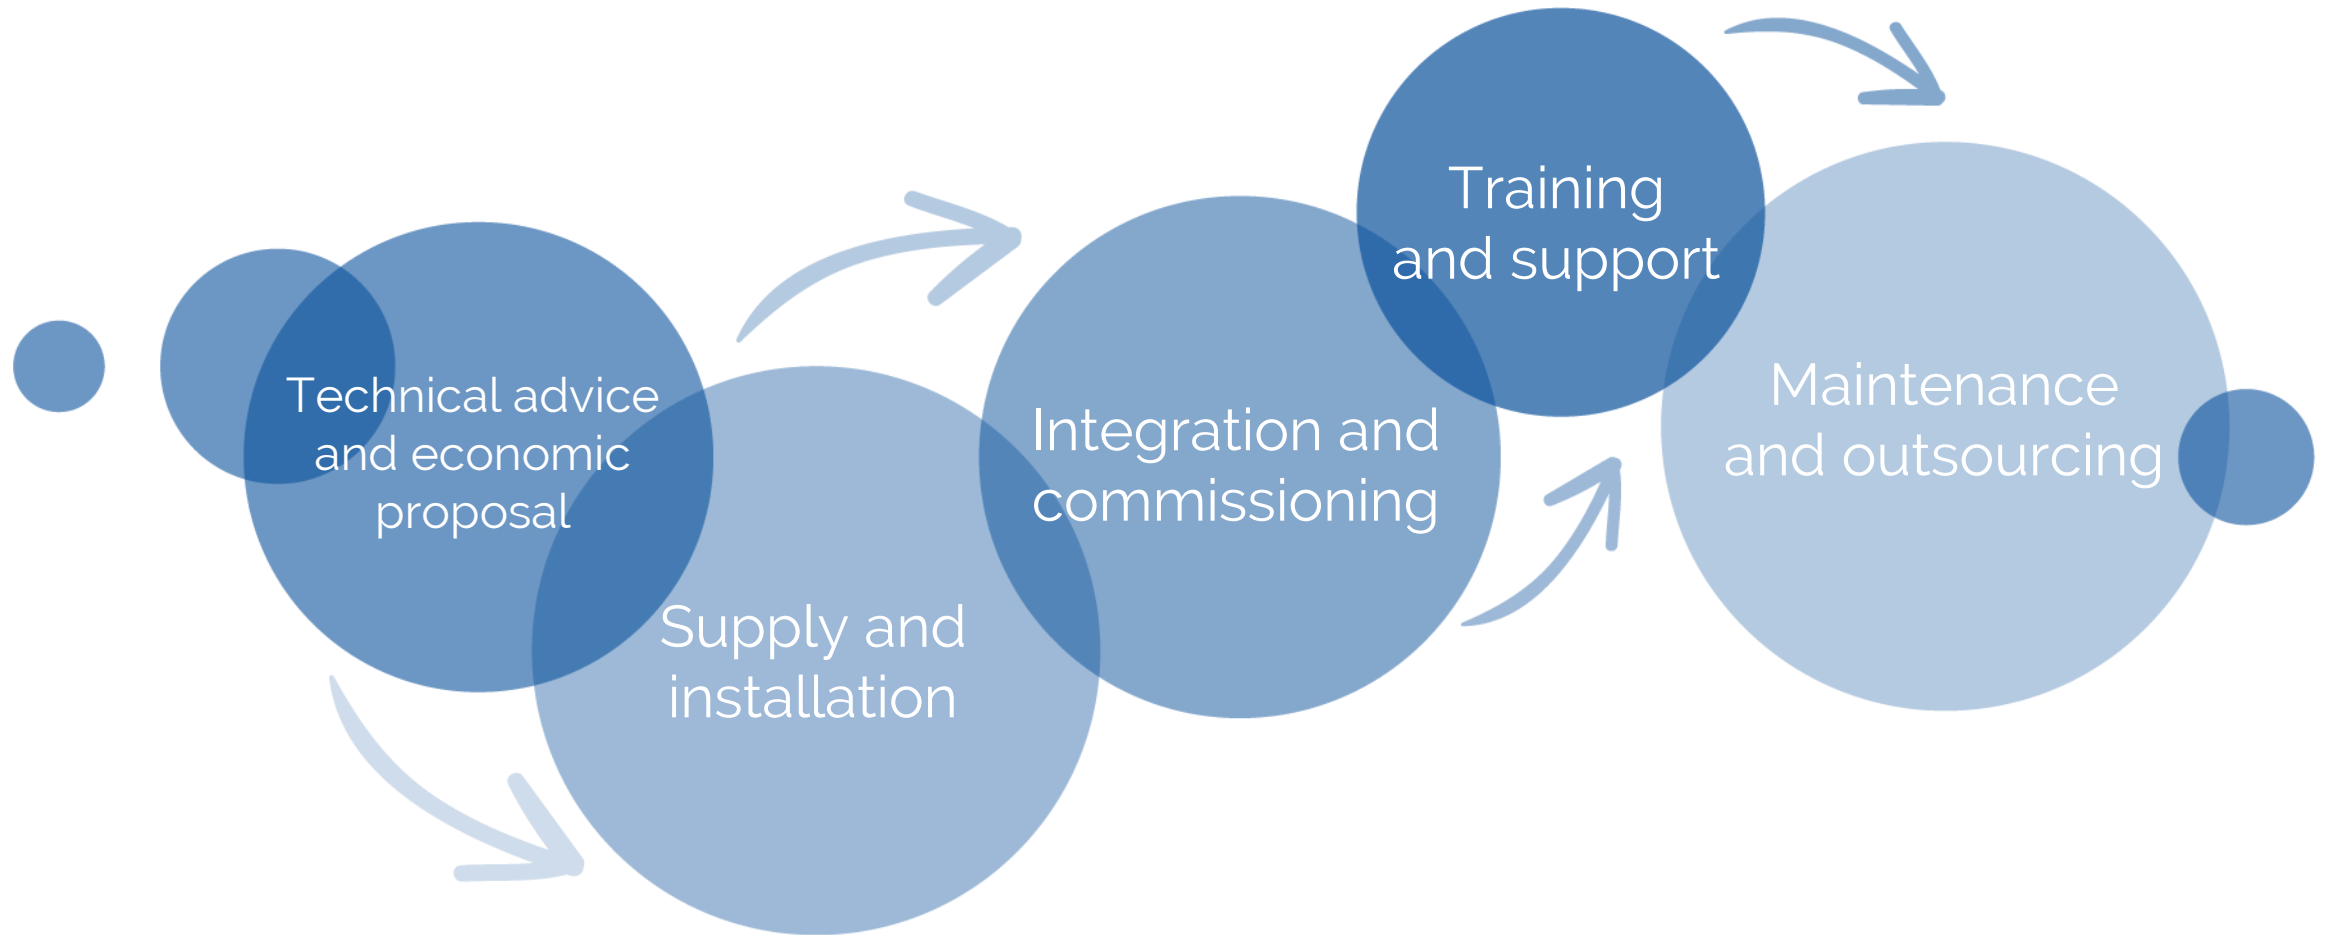 Technical advice
and economic
proposal
Supply and
installation
Integration and
commissioning
Training
and support
Maintenance
and outsourcing